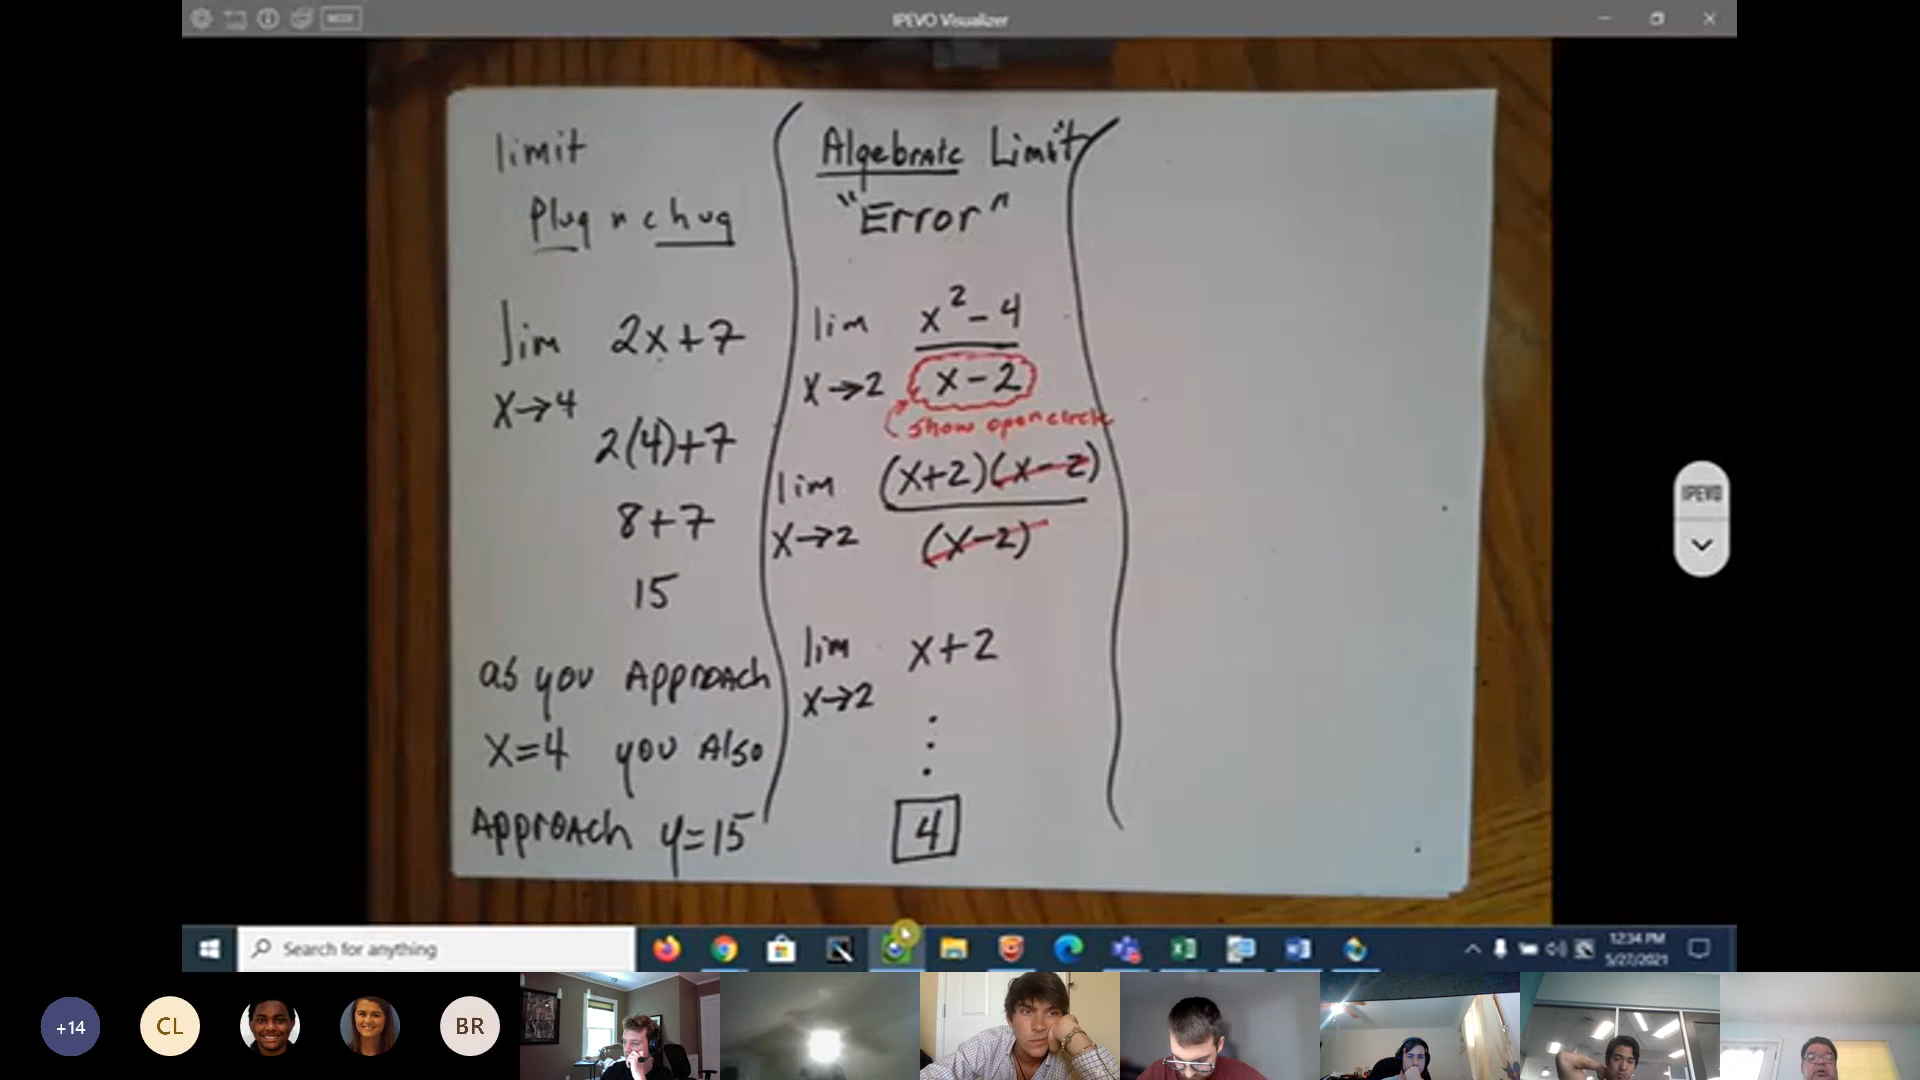 IPEVO Visualizer
limit
Plug n chug
lim 2x+7
x→4
2(4)+7
8+7
15
as you Approach
x=4 you Also
Approach y=15
Algebraic Limit
"Error"
lim x²-4
x→2 x-2
show open circle
lim (x+2)(x-2)
x→2 (x-2)
lim x+2
x→2
4
IPEVO
Search for anything
12:34 PM
5/27/2021
+14
CL
BR